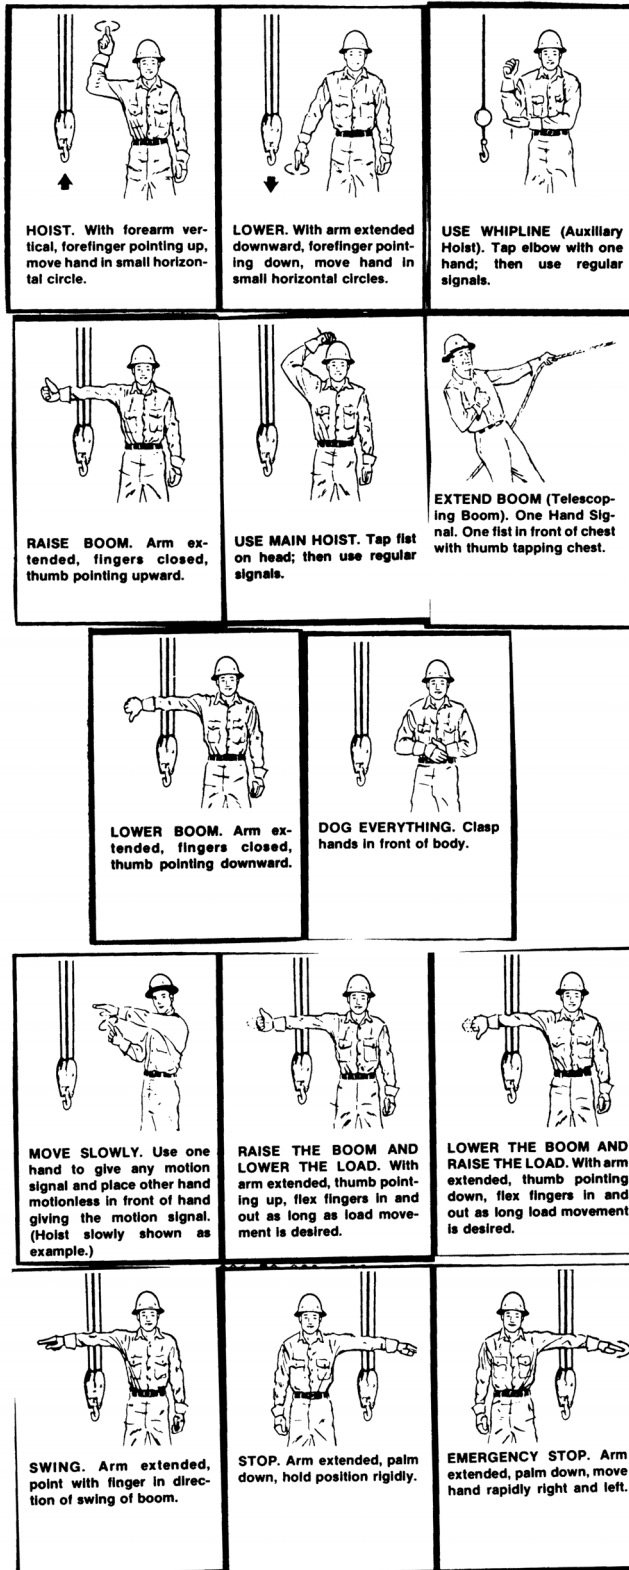 HOIST. With forearm ver-
tical, forefinger pointing up,
move hand in small horizon-
tal circle.
LOWER. With arm extended
downward, forefinger point-
ing down, move hand in
small horizontal circles.
USE WHIPLINE (Auxiliary
Hoist). Tap elbow with one
hand; then use regular
signals.
RAISE BOOM. Arm ex-
tended, fingers closed,
thumb pointing upward.
USE MAIN HOIST. Tap fist
on head; then use regular
signals.
EXTEND BOOM (Telescop-
ing Boom). One Hand Sig-
nal. One fist in front of chest
with thumb tapping chest.
LOWER BOOM. Arm ex-
tended, fingers closed,
thumb pointing downward.
DOG EVERYTHING. Clasp
hands in front of body.
MOVE SLOWLY. Use one
hand to give any motion
signal and place other hand
motionless in front of hand
giving the motion signal.
(Hoist slowly shown as
example.)
RAISE THE BOOM AND
LOWER THE LOAD. With
arm extended, thumb point-
ing up, flex fingers in and
out as long as load move-
ment is desired.
LOWER THE BOOM AND
RAISE THE LOAD. With arm
extended, thumb pointing
down, flex fingers in and
out as long load movement
is desired.
SWING. Arm extended,
point with finger in direc-
tion of swing of boom.
STOP. Arm extended, palm
down, hold position rigidly.
EMERGENCY STOP. Arm
extended, palm down, move
hand rapidly right and left.